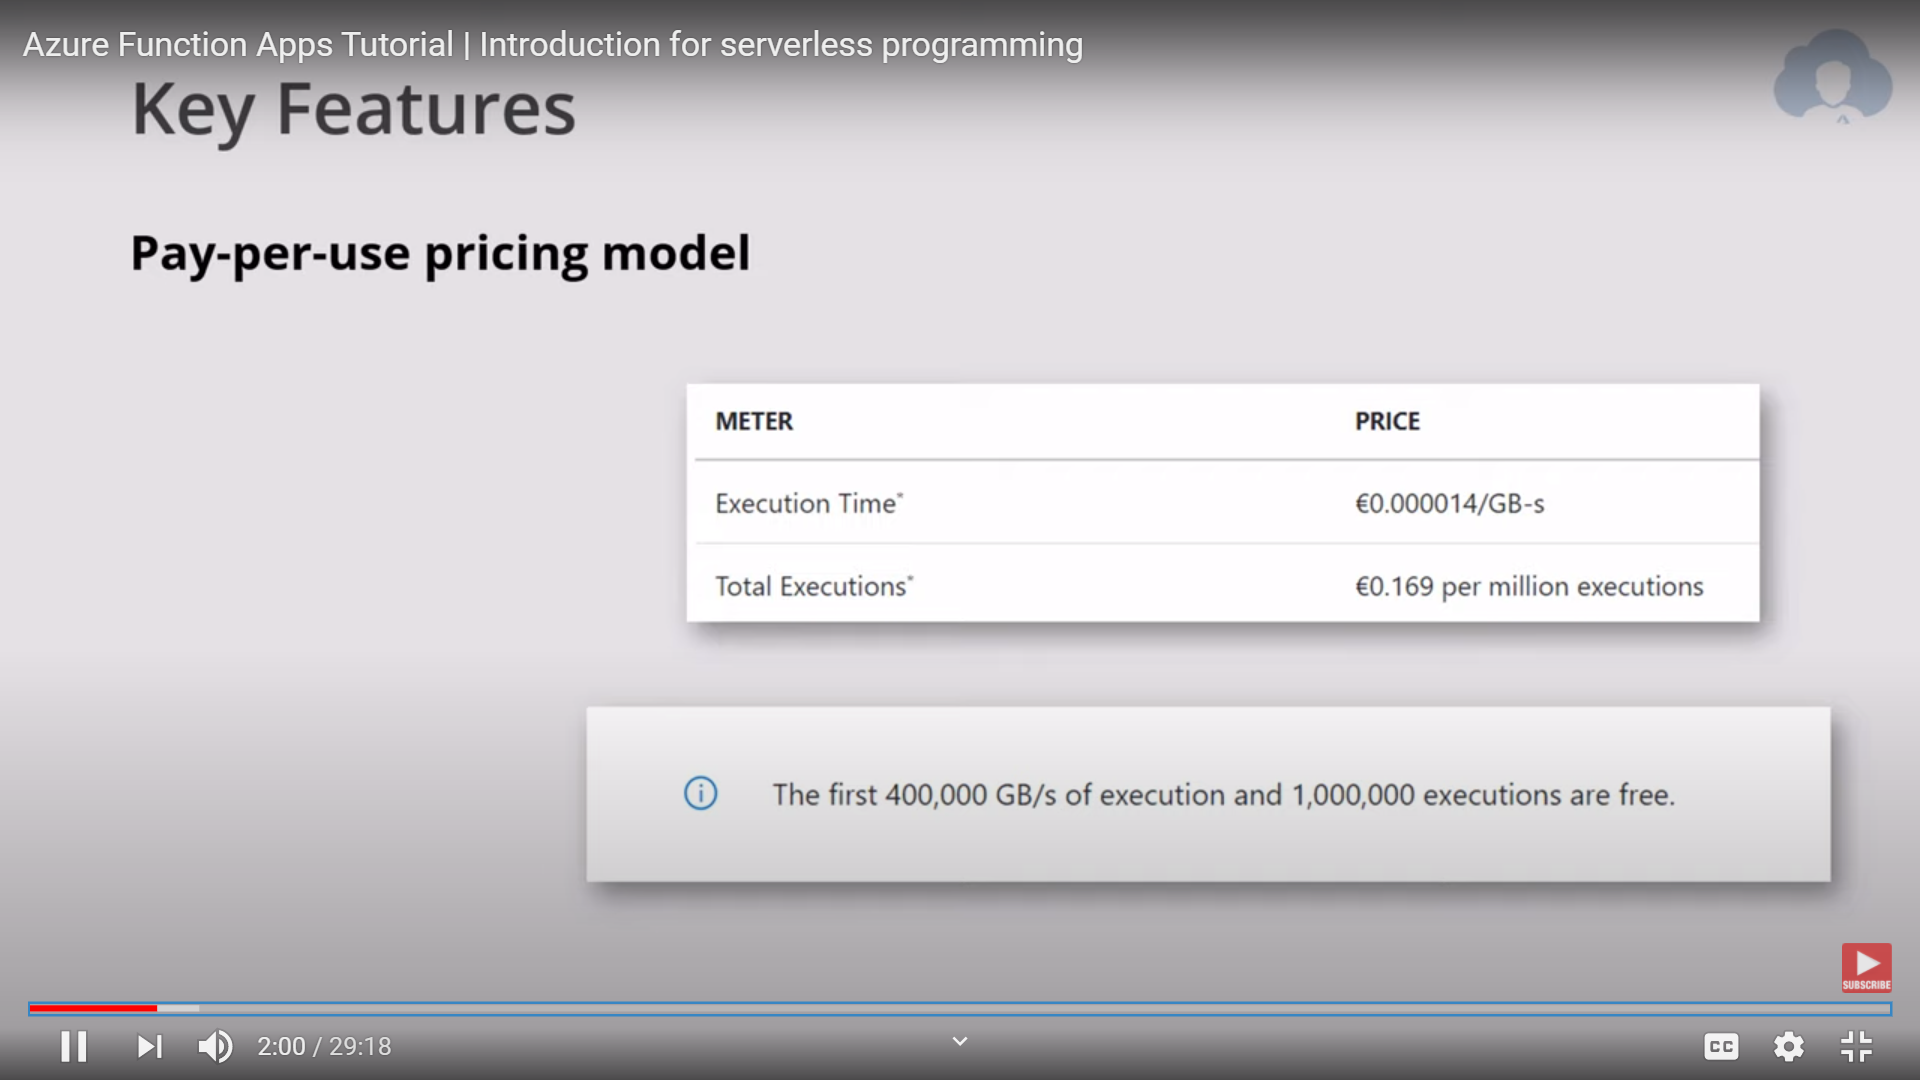 Azure Function Apps Tutorial | Introduction for serverless programming
Key Features
Pay-per-use pricing model
METER PRICE
Execution Time* €0.000014/GB-s
Total Executions* €0.169 per million executions
The first 400,000 GB/s of execution and 1,000,000 executions are free.
SUBSCRIBE
2:00 / 29:18
CC